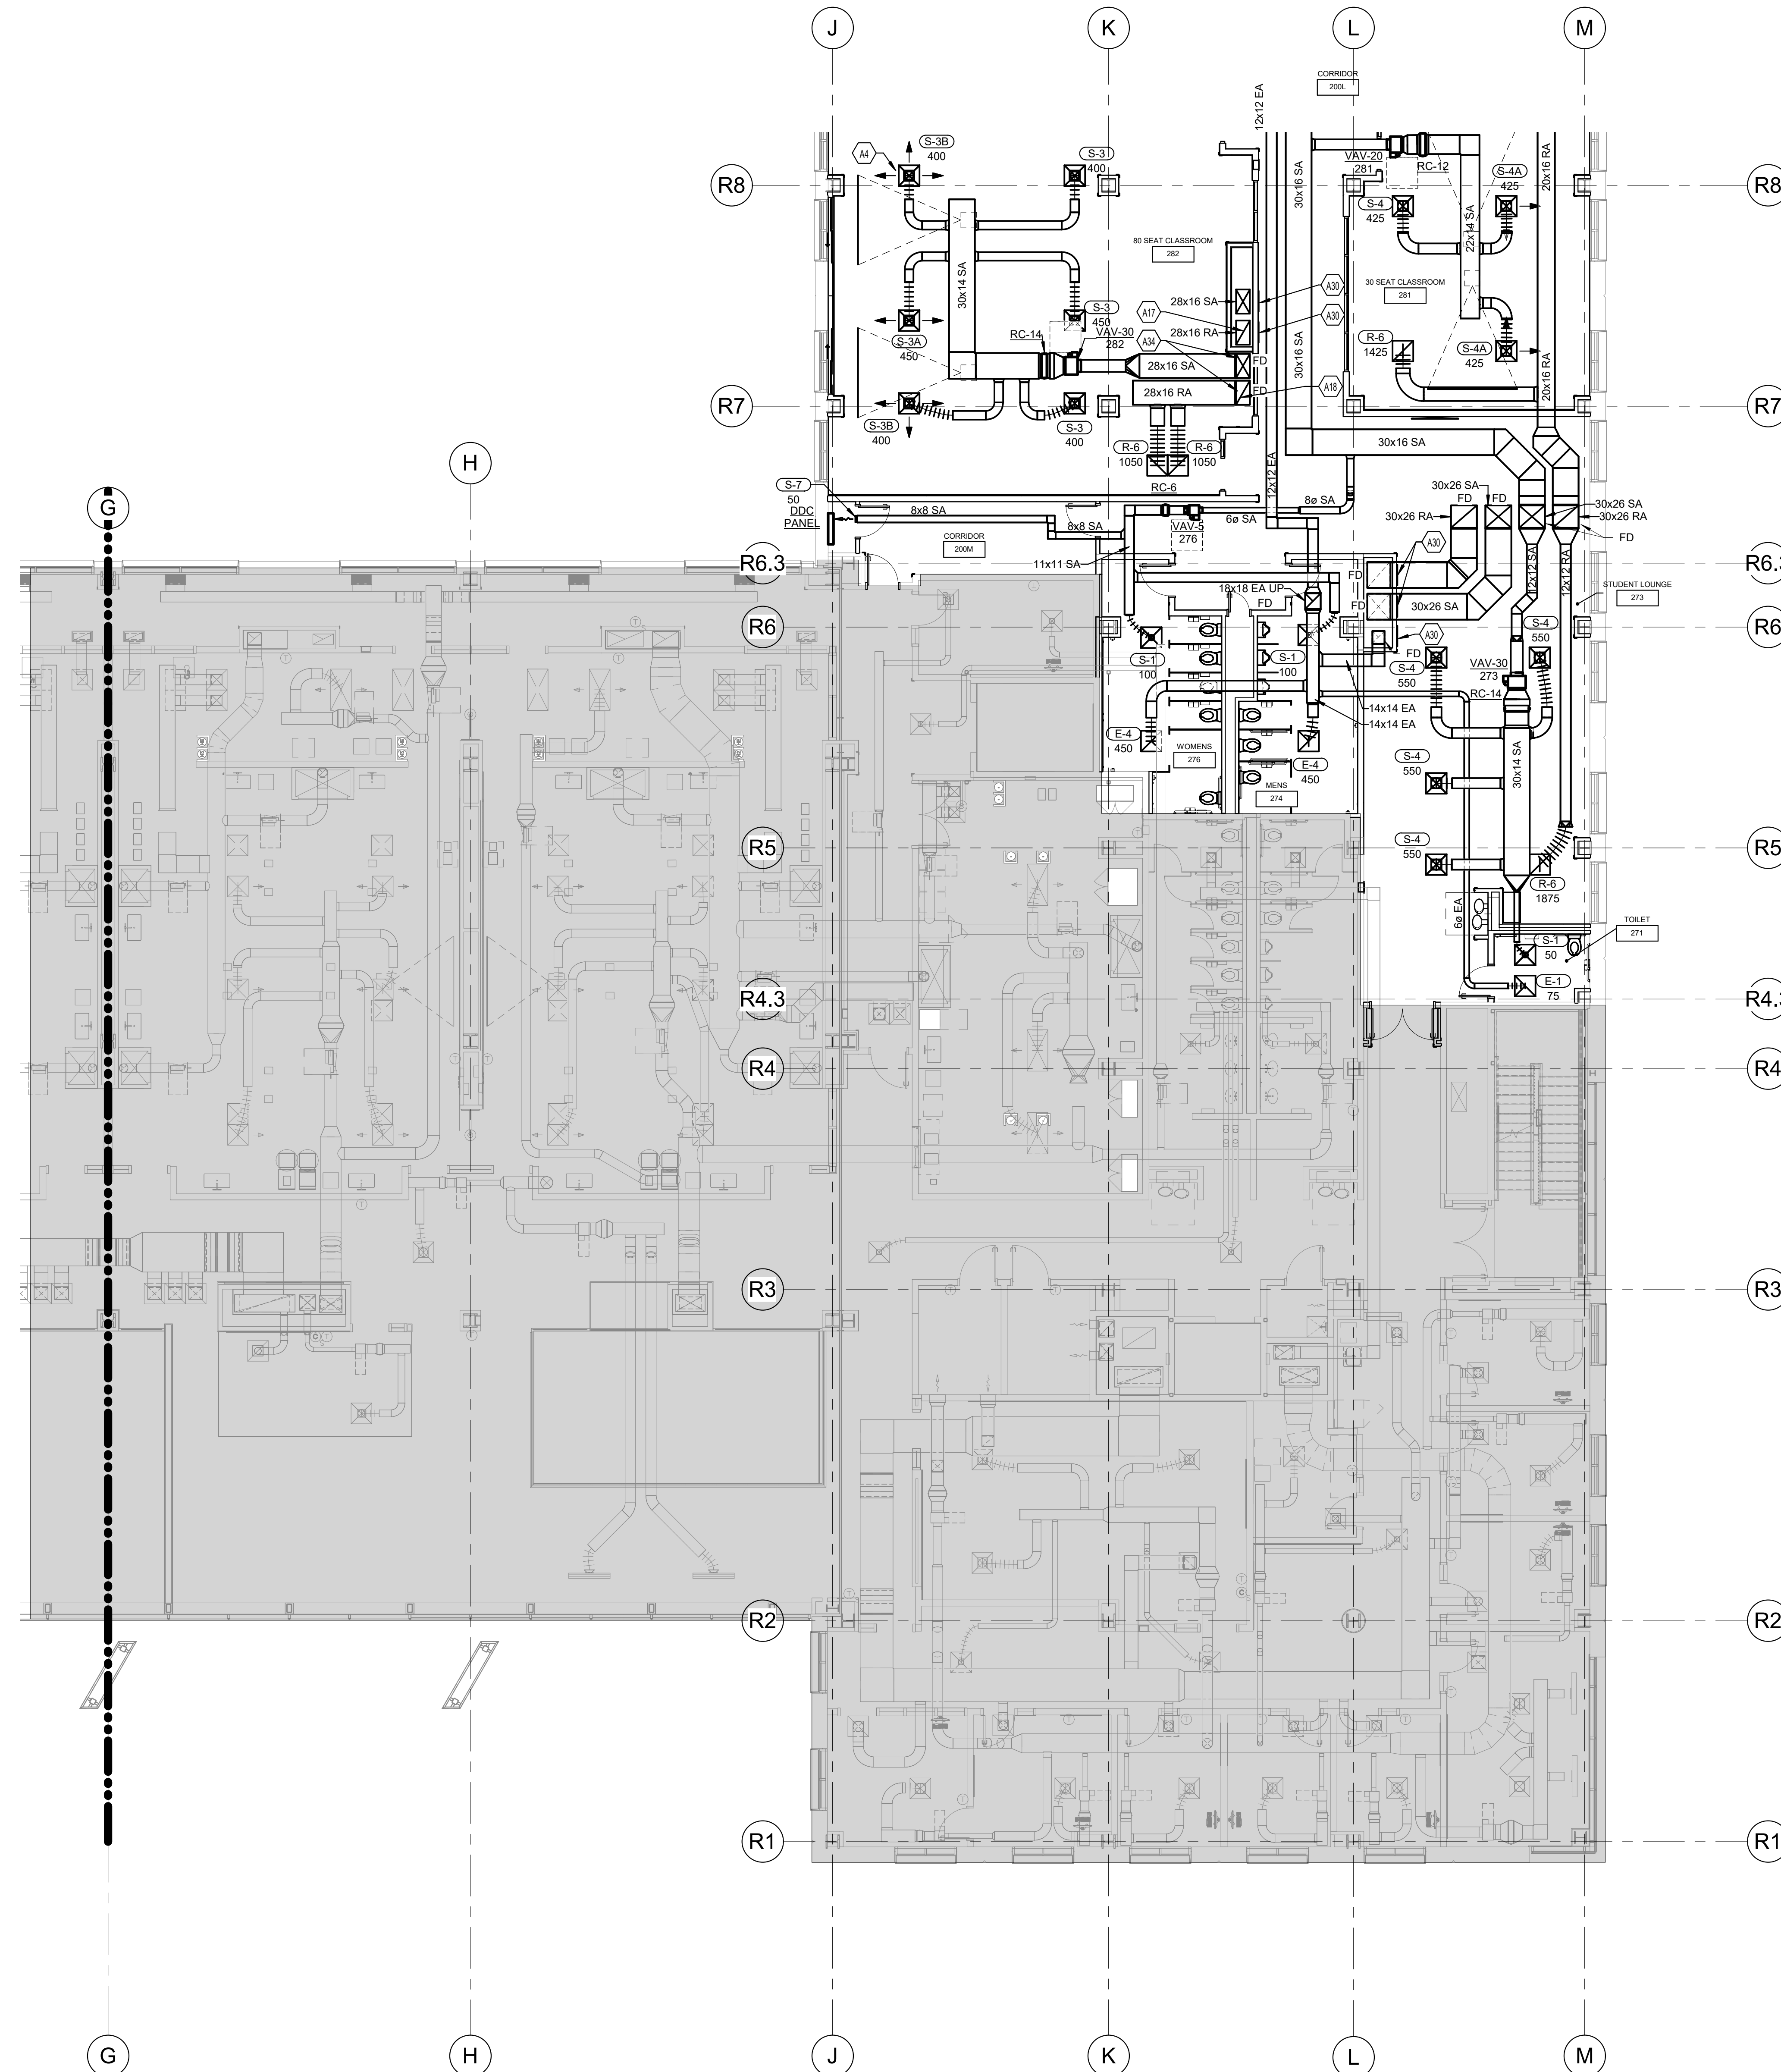 J
K
L
M
CORRIDOR
200L
12x12 EA
S-3B
400
A4
S-3
400
VAV-20
281
RC-12
S-4A
425
20x16 RA
R8
R8
30x16 SA
S-4
425
22x14 SA
80 SEAT CLASSROOM
282
30x14 SA
30 SEAT CLASSROOM
281
28x16 SA
A30
A17
S-3
450
28x16 RA
A30
S-3A
450
RC-14
VAV-30
282
A34
FD
30x16 SA
R-6
1425
S-4A
425
20x16 RA
28x16 SA
28x16 RA
FD
A18
R7
R7
S-3B
400
S-3
400
30x16 SA
R-6
1050
R-6
1050
H
12x12 EA
S-7
50
DDC
PANEL
RC-6
8ø SA
30x26 SA
FD
FD
30x26 SA
30x26 RA
30x26 RA
G
8x8 SA
8x8 SA
6ø SA
VAV-5
276
FD
CORRIDOR
200M
A30
R6.3
11x11 SA
FD
12x12 SA
12x12 RA
STUDENT LOUNGE
273
18x18 EA UP
FD
FD
30x26 SA
R6
R6
A30
S-4
550
S-1
100
S-1
100
FD
S-4
550
VAV-30
273
RC-14
14x14 EA
14x14 EA
E-4
450
WOMENS
276
E-4
450
S-4
550
30x14 SA
MENS
274
R5
R5
S-4
550
R-6
1875
6ø EA
TOILET
271
S-1
50
E-1
75
R4.3
R4
R4
R3
R3
R2
R2
R1
R1
G
H
J
K
L
M